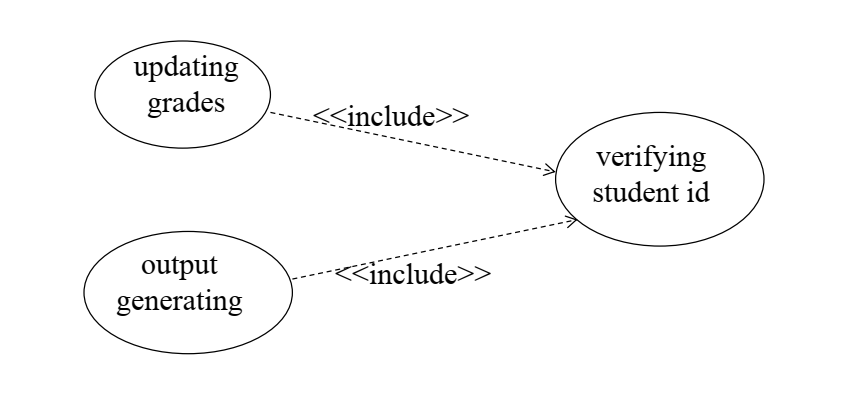 updating
grades
<<include>>
verifying
student id
output
generating
<<include>>